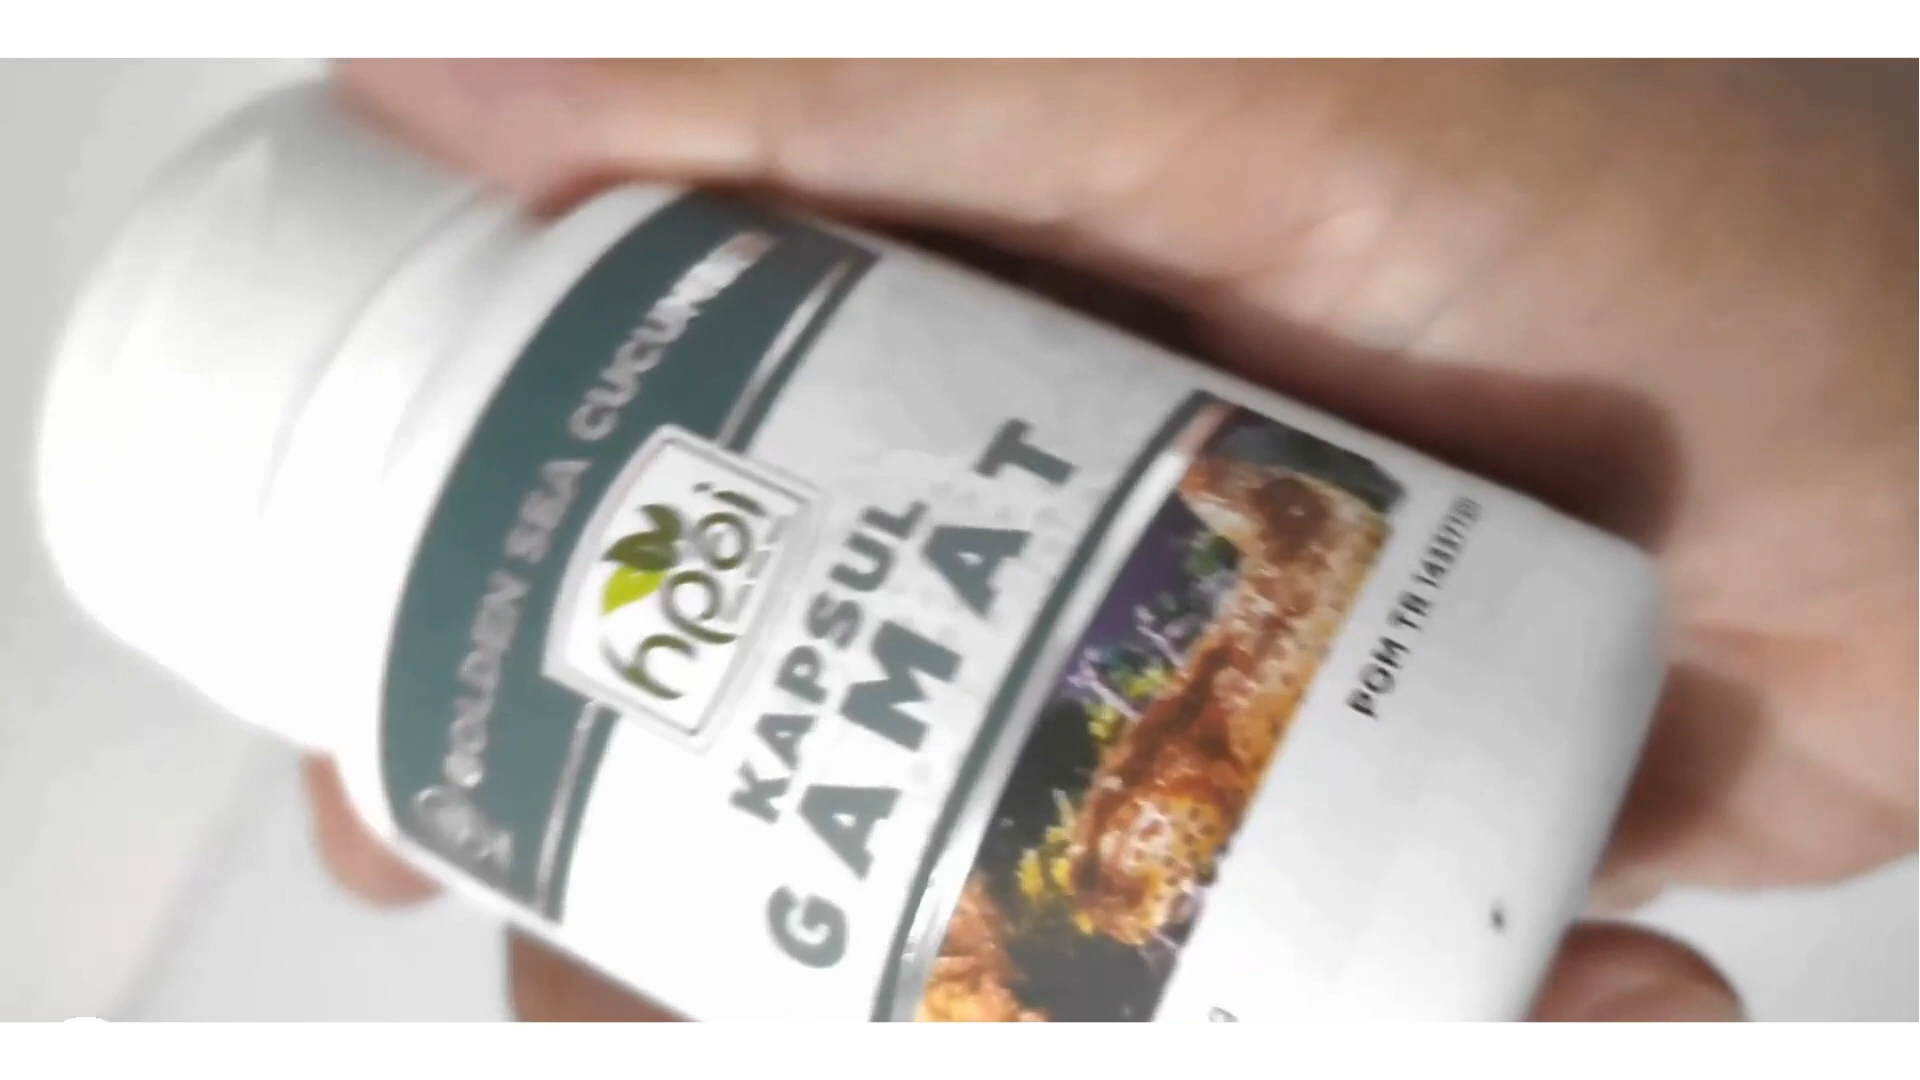 GOLDEN SEA CUCUMBER
hpai
KAPSUL
GAMAT
POM TR